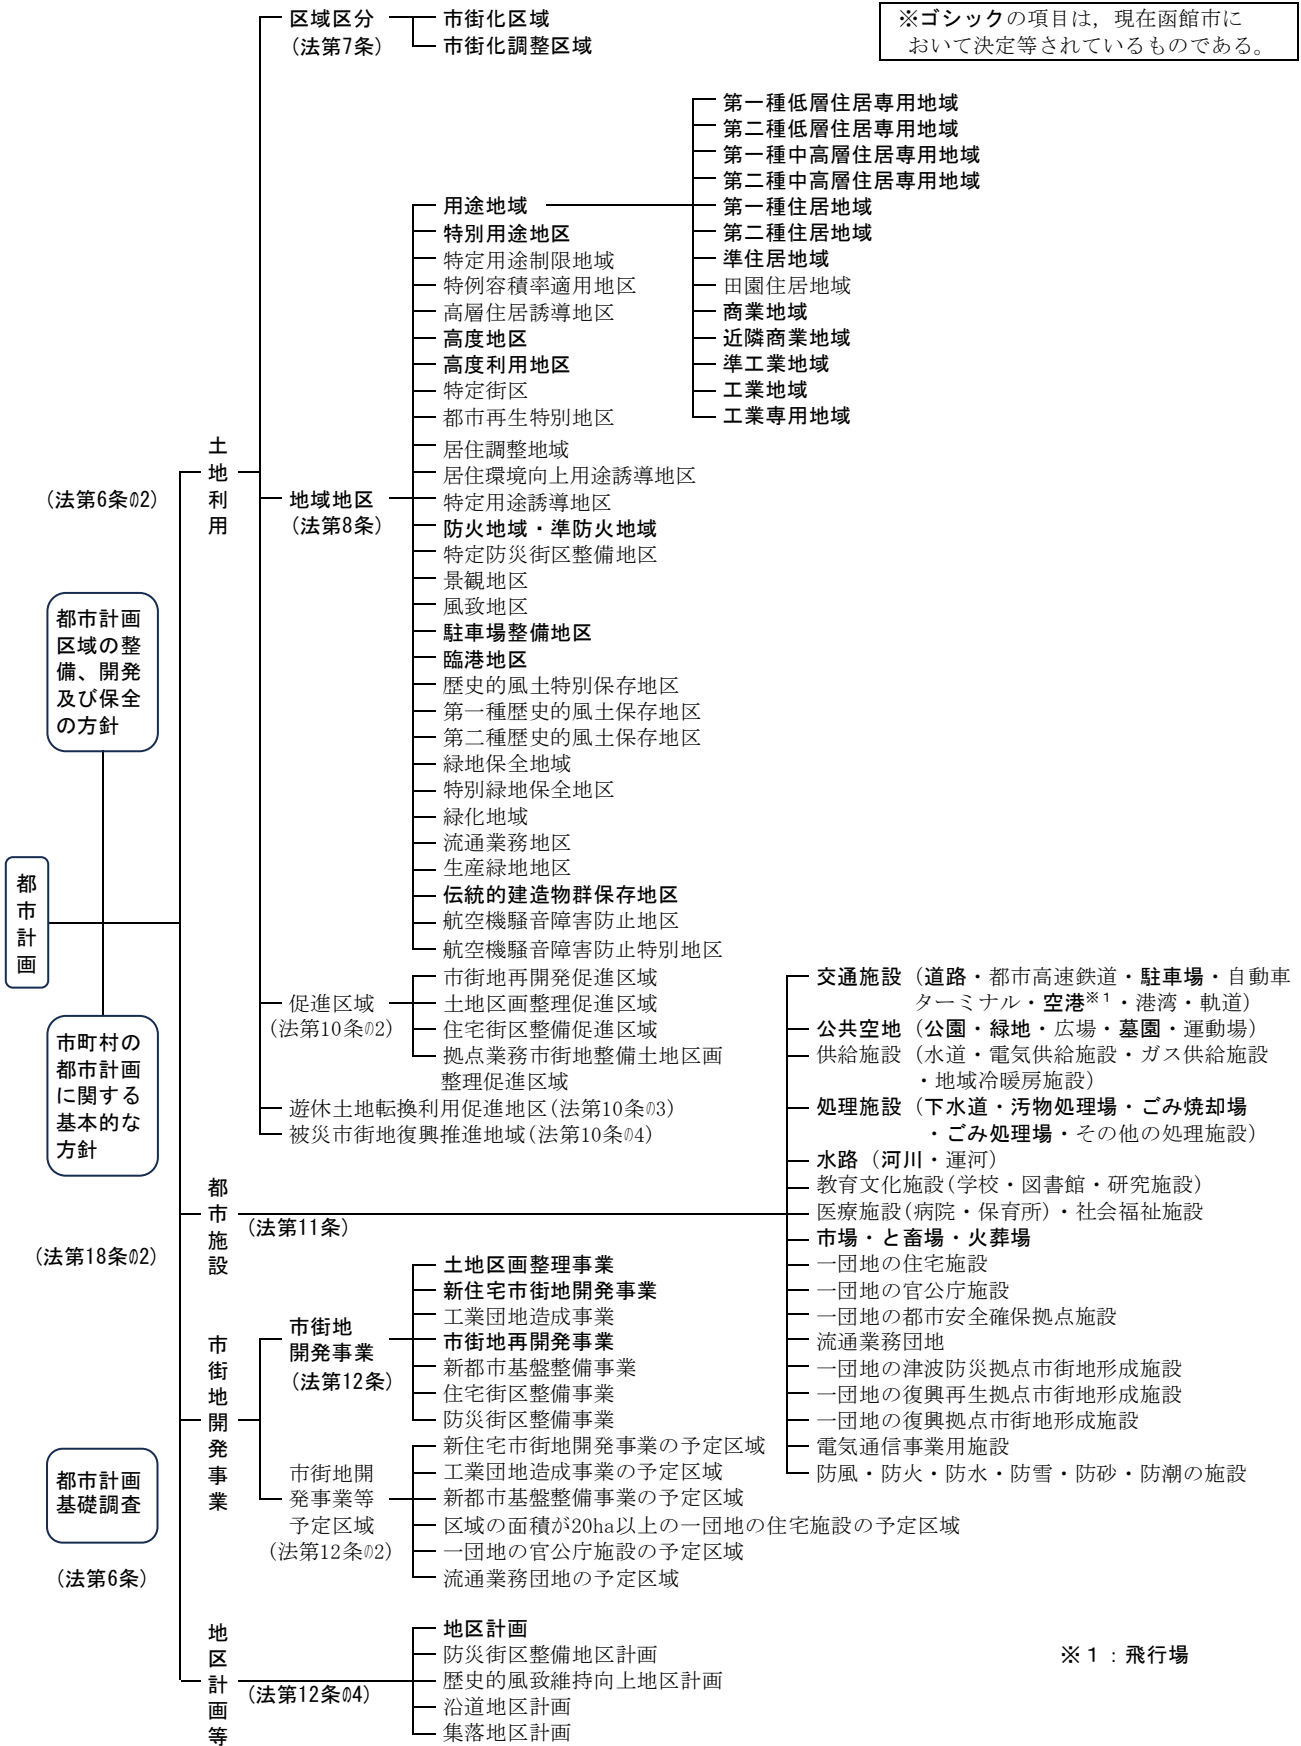 ※ゴシックの項目は，現在函館市に
おいて決定等されているものである。
都市計画
都市計画
区域の整
備、開発
及び保全
の方針
(法第6条の2)
市町村の
都市計画
に関する
基本的な
方針
(法第18条の2)
都市計画
基礎調査
(法第6条)
土地利用
区域区分
(法第7条)
市街化区域
市街化調整区域
地域地区
(法第8条)
用途地域
第一種低層住居専用地域
第二種低層住居専用地域
第一種中高層住居専用地域
第二種中高層住居専用地域
第一種住居地域
第二種住居地域
準住居地域
田園住居地域
商業地域
近隣商業地域
準工業地域
工業地域
工業専用地域
特別用途地区
特定用途制限地域
特例容積率適用地区
高層住居誘導地区
高度地区
高度利用地区
特定街区
都市再生特別地区
居住調整地域
居住環境向上用途誘導地区
特定用途誘導地区
防火地域・準防火地域
特定防災街区整備地区
景観地区
風致地区
駐車場整備地区
臨港地区
歴史的風土特別保存地区
第一種歴史的風土保存地区
第二種歴史的風土保存地区
緑地保全地域
特別緑地保全地区
緑化地域
流通業務地区
生産緑地地区
伝統的建造物群保存地区
航空機騒音障害防止地区
航空機騒音障害防止特別地区
促進区域
(法第10条の2)
市街地再開発促進区域
土地区画整理促進区域
住宅街区整備促進区域
拠点業務市街地整備土地区画
整理促進区域
遊休土地転換利用促進地区(法第10条の3)
被災市街地復興推進地域(法第10条の4)
都市施設
(法第11条)
交通施設（道路・都市高速鉄道・駐車場・自動車
ターミナル・空港※1・港湾・軌道）
公共空地（公園・緑地・広場・墓園・運動場）
供給施設（水道・電気供給施設・ガス供給施設
・地域冷暖房施設）
処理施設（下水道・汚物処理場・ごみ焼却場
・ごみ処理場・その他の処理施設）
水路（河川・運河）
教育文化施設(学校・図書館・研究施設)
医療施設(病院・保育所)・社会福祉施設
市場・と畜場・火葬場
一団地の住宅施設
一団地の官公庁施設
一団地の都市安全確保拠点施設
流通業務団地
一団地の津波防災拠点市街地形成施設
一団地の復興再生拠点市街地形成施設
一団地の復興拠点市街地形成施設
電気通信事業用施設
防風・防火・防水・防雪・防砂・防潮の施設
市街地開発事業
市街地
開発事業
(法第12条)
土地区画整理事業
新住宅市街地開発事業
工業団地造成事業
市街地再開発事業
新都市基盤整備事業
住宅街区整備事業
防災街区整備事業
市街地開
発事業等
予定区域
(法第12条の2)
新住宅市街地開発事業の予定区域
工業団地造成事業の予定区域
新都市基盤整備事業の予定区域
区域の面積が20ha以上の一団地の住宅施設の予定区域
一団地の官公庁施設の予定区域
流通業務団地の予定区域
地区計画等
(法第12条の4)
地区計画
防災街区整備地区計画
歴史的風致維持向上地区計画
沿道地区計画
集落地区計画
※１：飛行場